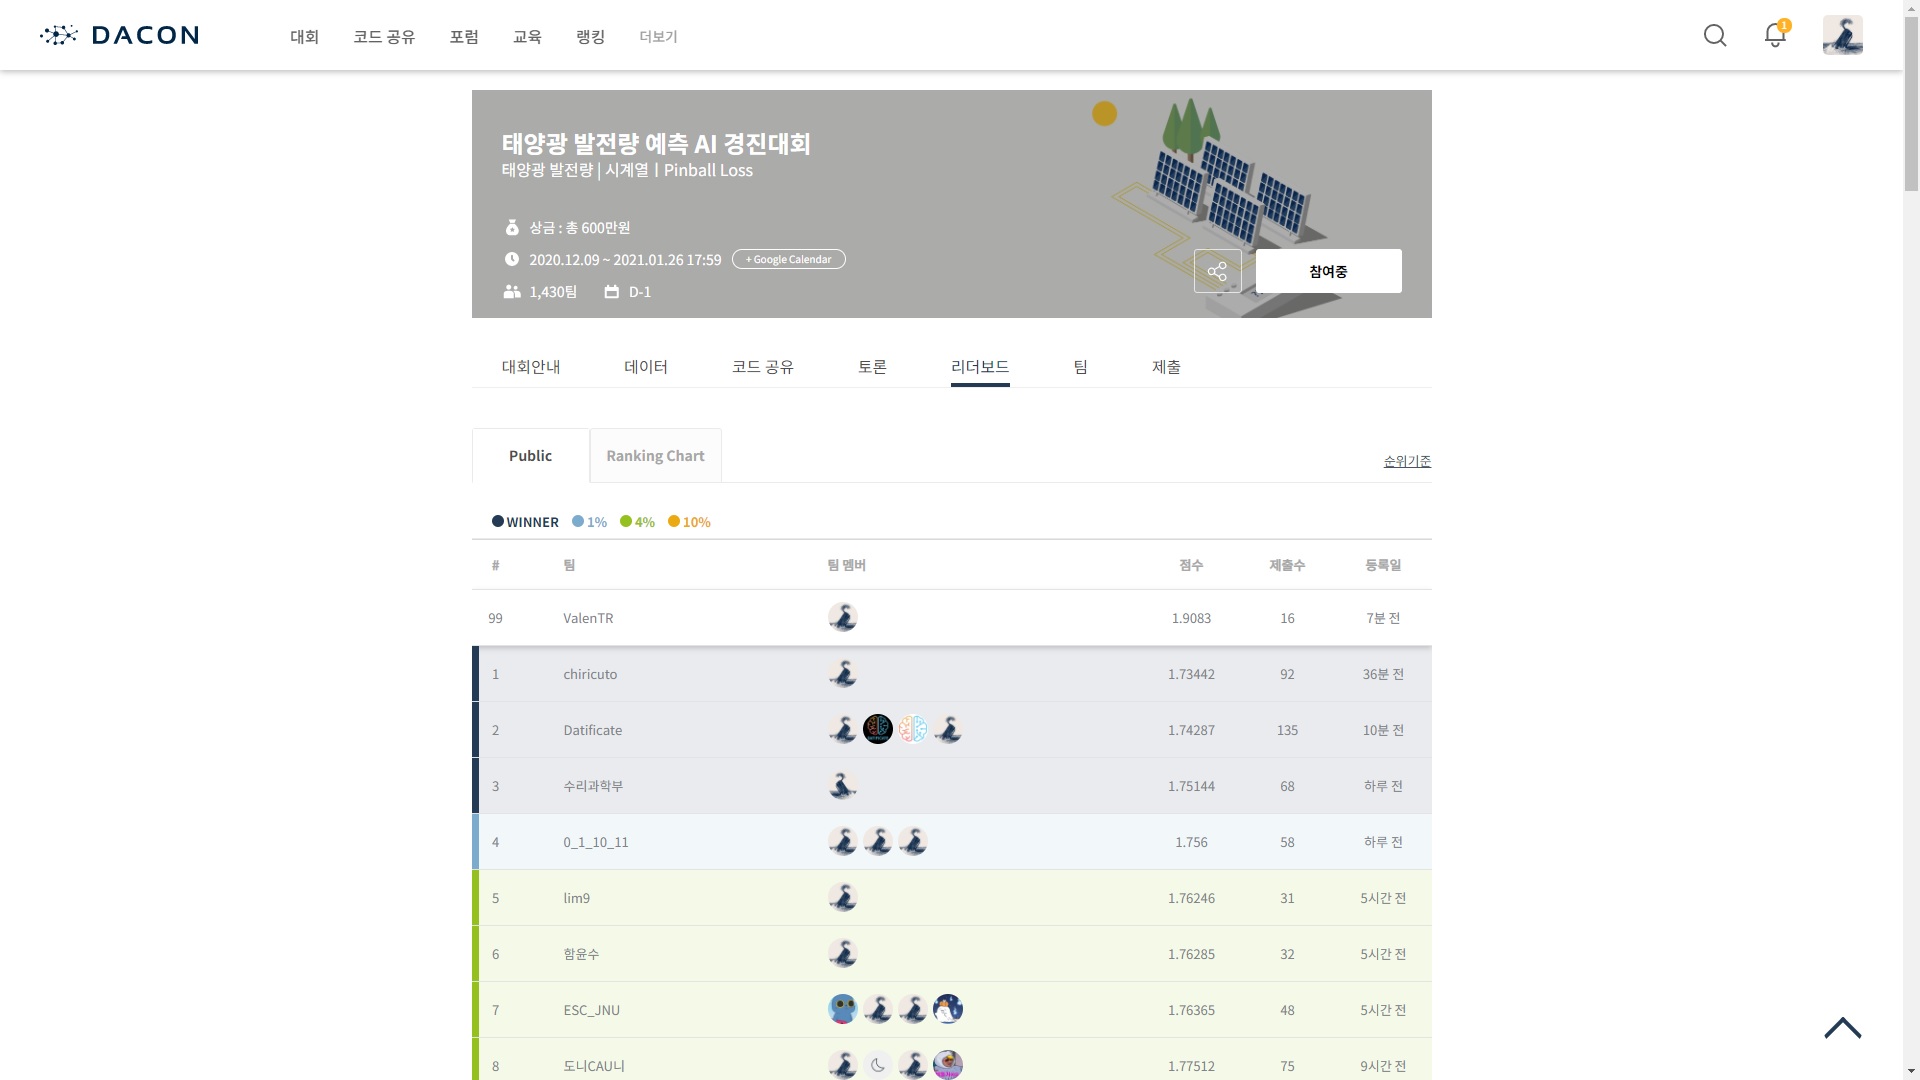 DACON 대회 코드 공유 포럼 교육 랭킹 더보기 1
태양광 발전량 예측 AI 경진대회
태양광 발전량 | 시계열 | Pinball Loss
상금 : 총 600만원
2020.12.09 ~ 2021.01.26 17:59 + Google Calendar
1,430팀 D-1
참여중
대회안내 데이터 코드 공유 토론 리더보드 팀 제출
Public Ranking Chart
순위기준
WINNER 1% 4% 10%
# 팀 팀 멤버 점수 제출수 등록일
99 ValenTR 1.9083 16 7분 전
1 chiricuto 1.73442 92 36분 전
2 Datificate 1.74287 135 10분 전
3 수리과학부 1.75144 68 하루 전
4 0_1_10_11 1.756 58 하루 전
5 lim9 1.76246 31 5시간 전
6 함윤수 1.76285 32 5시간 전
7 ESC_JNU 1.76365 48 5시간 전
8 도니CAU니 1.77512 75 9시간 전